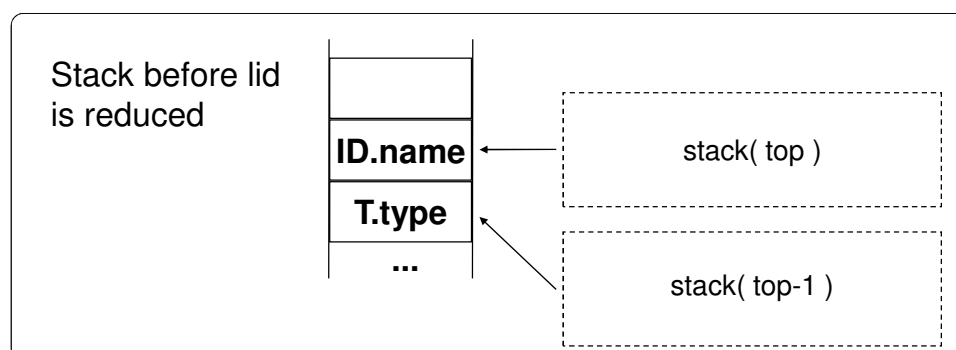 Stack before lid
is reduced
ID.name
T.type
...
stack( top )
stack( top-1 )